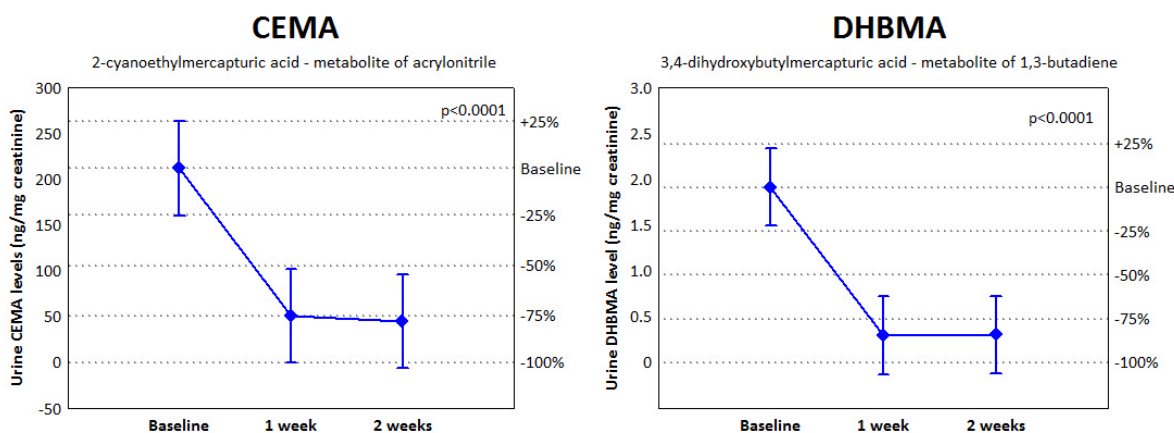 CEMA
2-cyanoethylmercapturic acid - metabolite of acrylonitrile
Urine CEMA levels (ng/mg creatinine)
300
250
200
150
100
50
0
-50
p<0.0001
+25%
Baseline
-25%
-50%
-75%
-100%
Baseline
1 week
2 weeks
DHBMA
3,4-dihydroxybutylmercapturic acid - metabolite of 1,3-butadiene
Urine DHBMA level (ng/mg creatinine)
3.0
2.5
2.0
1.5
1.0
0.5
0
p<0.0001
+25%
Baseline
-25%
-50%
-75%
-100%
Baseline
1 week
2 weeks